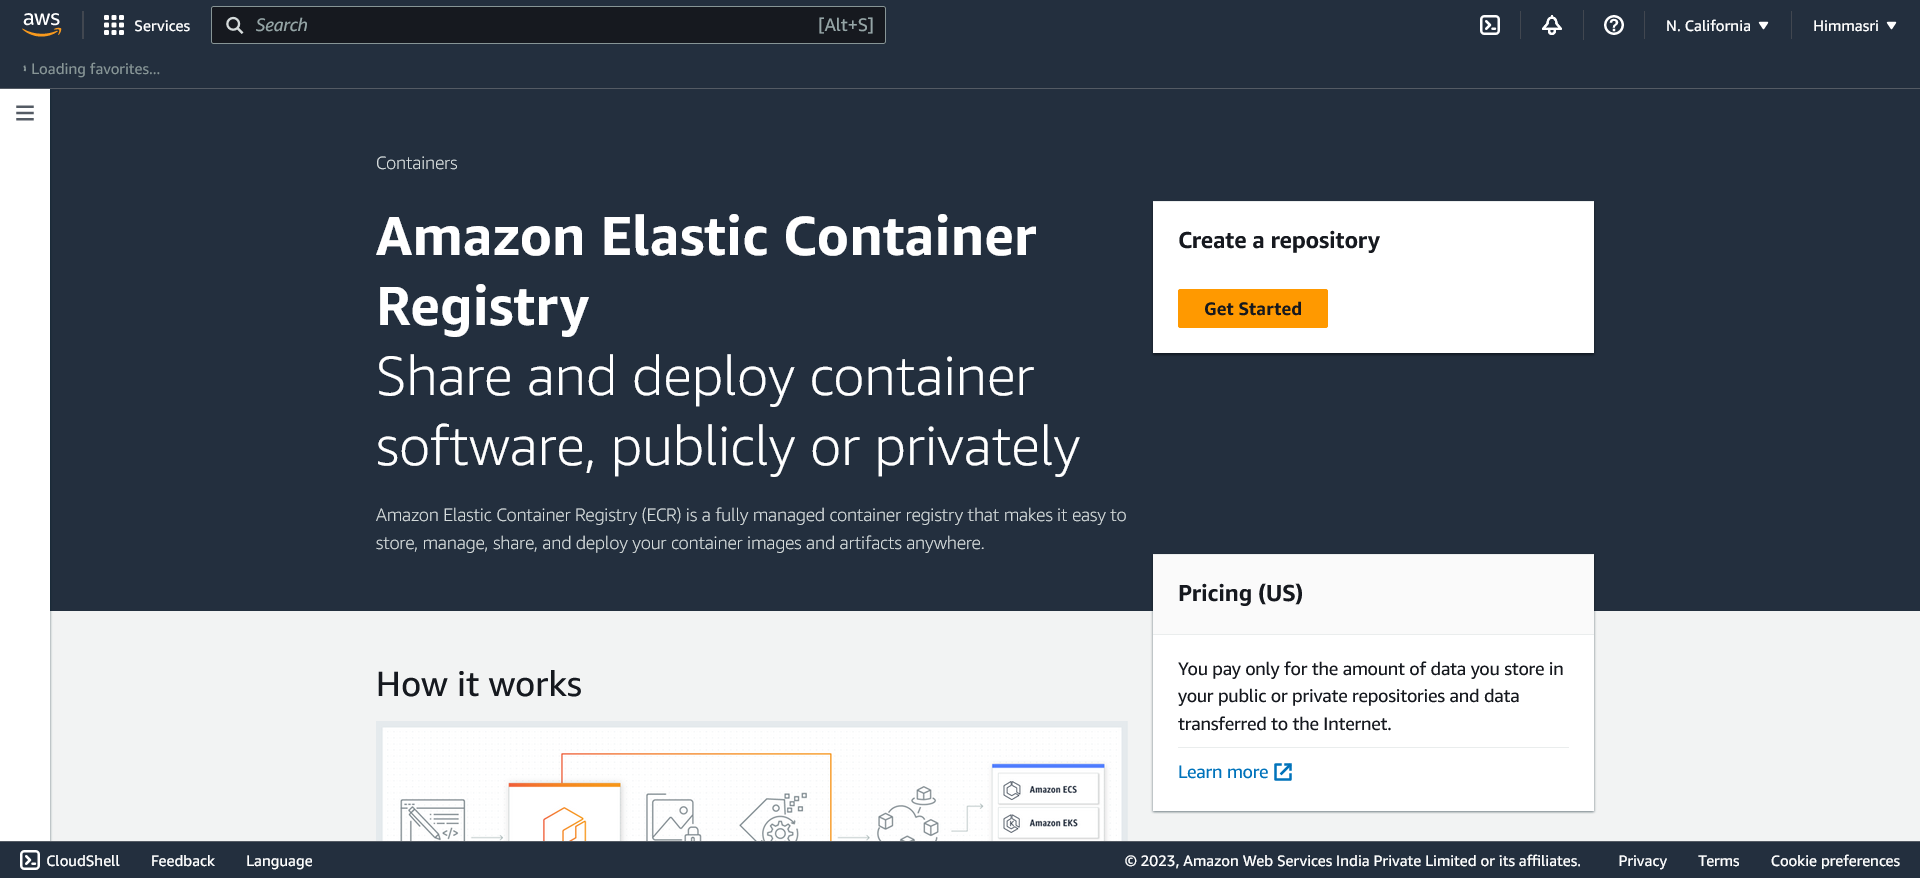 aws
Services
Search
[Alt+S]
N. California
Himmasri
Loading favorites...
Containers
Amazon Elastic Container
Registry
Share and deploy container
software, publicly or privately
Amazon Elastic Container Registry (ECR) is a fully managed container registry that makes it easy to
store, manage, share, and deploy your container images and artifacts anywhere.
Create a repository
Get Started
Pricing (US)
You pay only for the amount of data you store in
your public or private repositories and data
transferred to the Internet.
Learn more
How it works
Amazon ECS
Amazon EKS
CloudShell
Feedback
Language
© 2023, Amazon Web Services India Private Limited or its affiliates.
Privacy
Terms
Cookie preferences